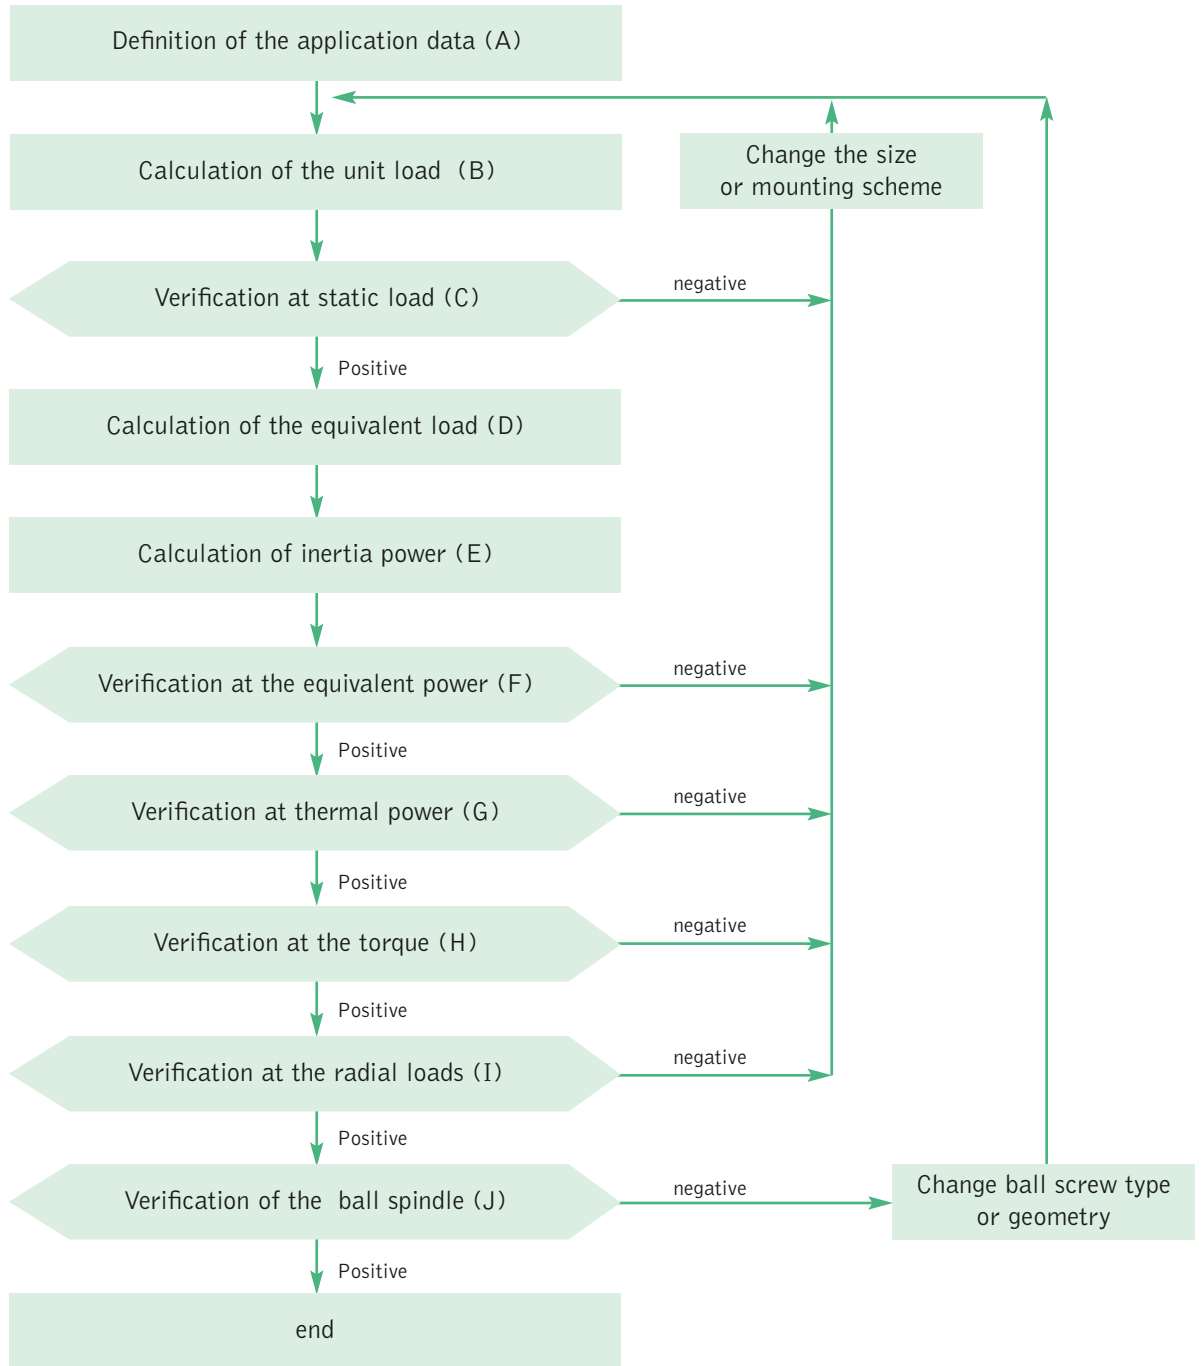 Definition of the application data (A)
Calculation of the unit load (B)
Change the size
or mounting scheme
Verification at static load (C)
negative
Positive
Calculation of the equivalent load (D)
Calculation of inertia power (E)
Verification at the equivalent power (F)
negative
Positive
Verification at thermal power (G)
negative
Positive
Verification at the torque (H)
negative
Positive
Verification at the radial loads (I)
negative
Positive
Verification of the ball spindle (J)
negative
Change ball screw type
or geometry
Positive
end